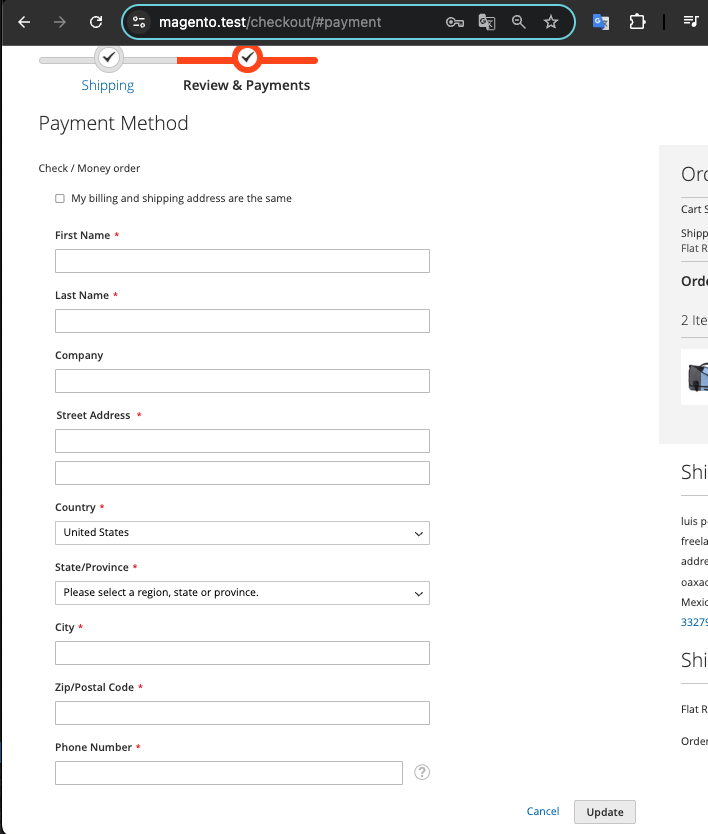 magento.test/checkout/#payment
Shipping
Review & Payments
Payment Method
Check / Money order
My billing and shipping address are the same
First Name *
Last Name *
Company
Street Address *
Country *
United States
State/Province *
Please select a region, state or province.
City *
Zip/Postal Code *
Phone Number *
?
Cancel
Update
Ord
Cart S
Shipp
Flat R
Orde
2 Ite
Shi
luis p
freela
addre
oaxac
Mexic
33279
Shi
Flat R
Order